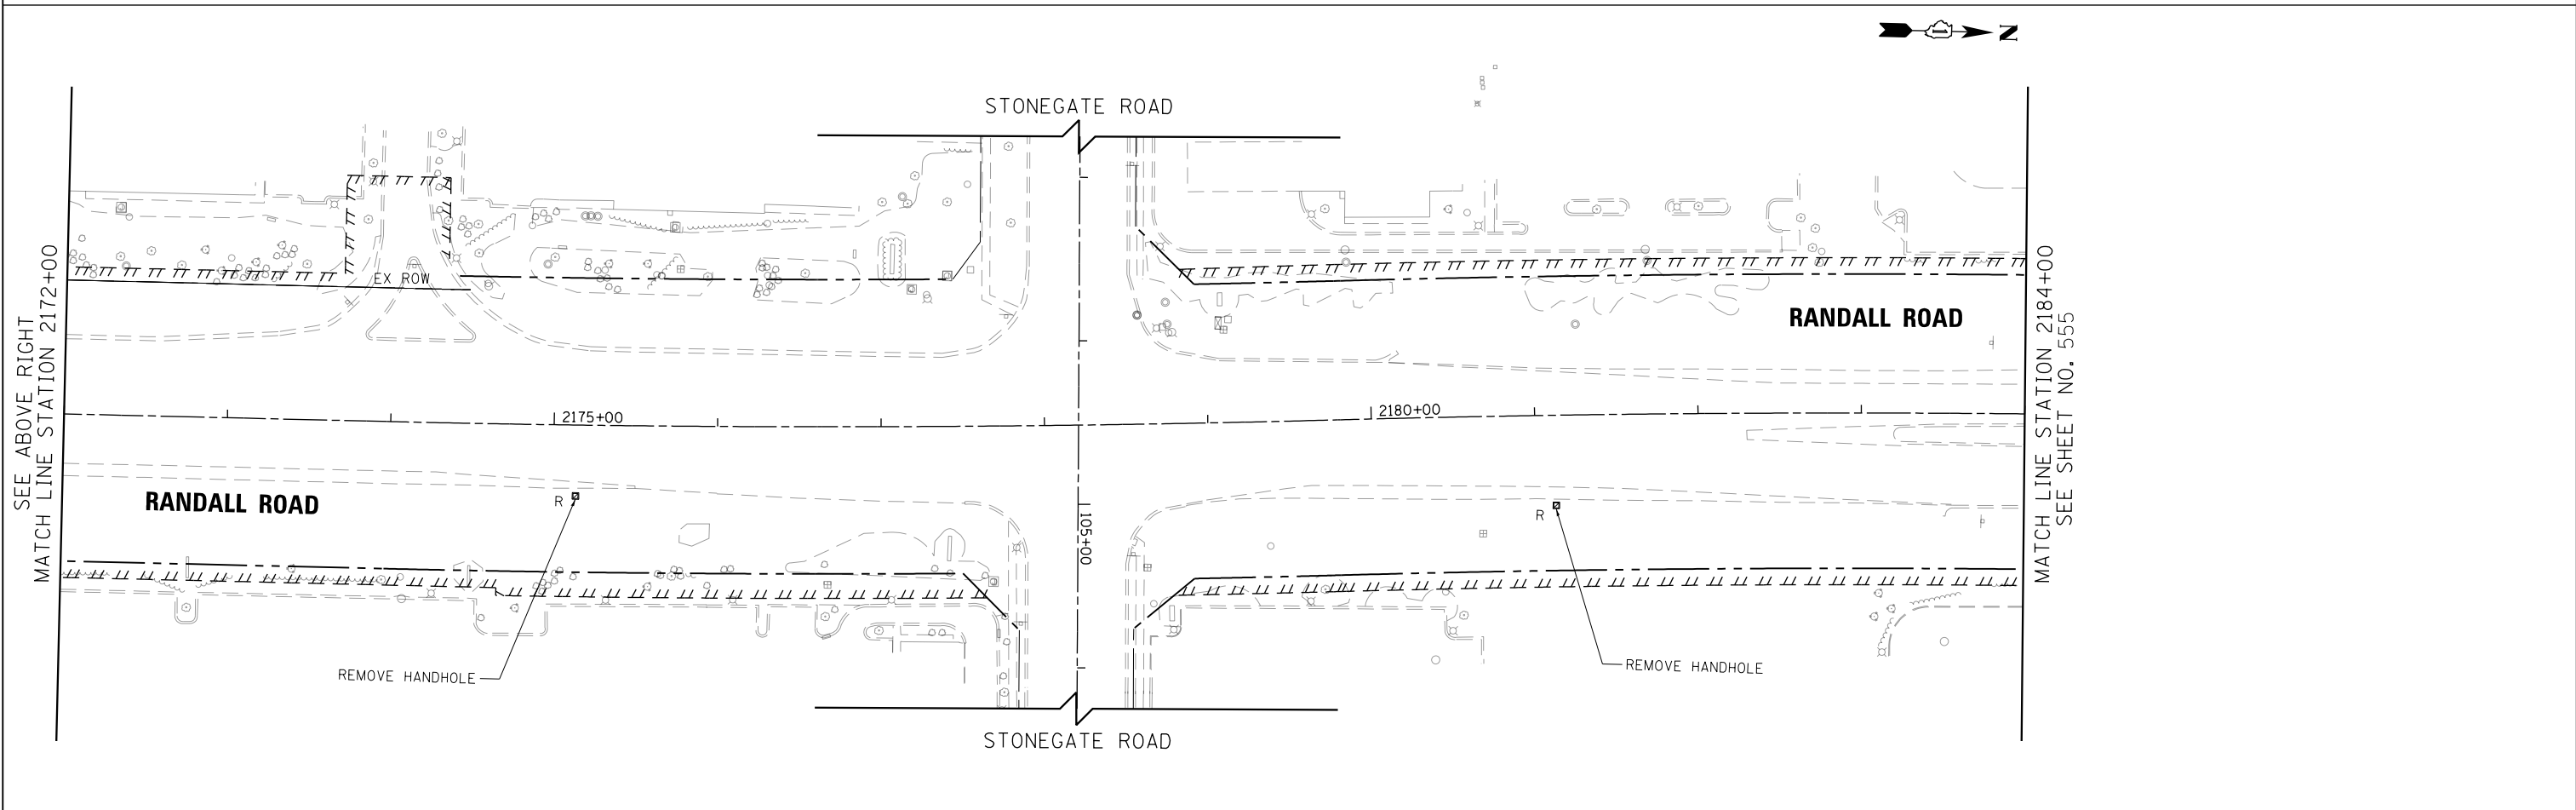 N
STONEGATE ROAD
EX ROW
RANDALL ROAD
SEE ABOVE RIGHT
MATCH LINE STATION 2172+00
MATCH LINE STATION 2184+00
SEE SHEET NO. 555
2175+00
2180+00
RANDALL ROAD
R
R
105+00
REMOVE HANDHOLE
REMOVE HANDHOLE
STONEGATE ROAD